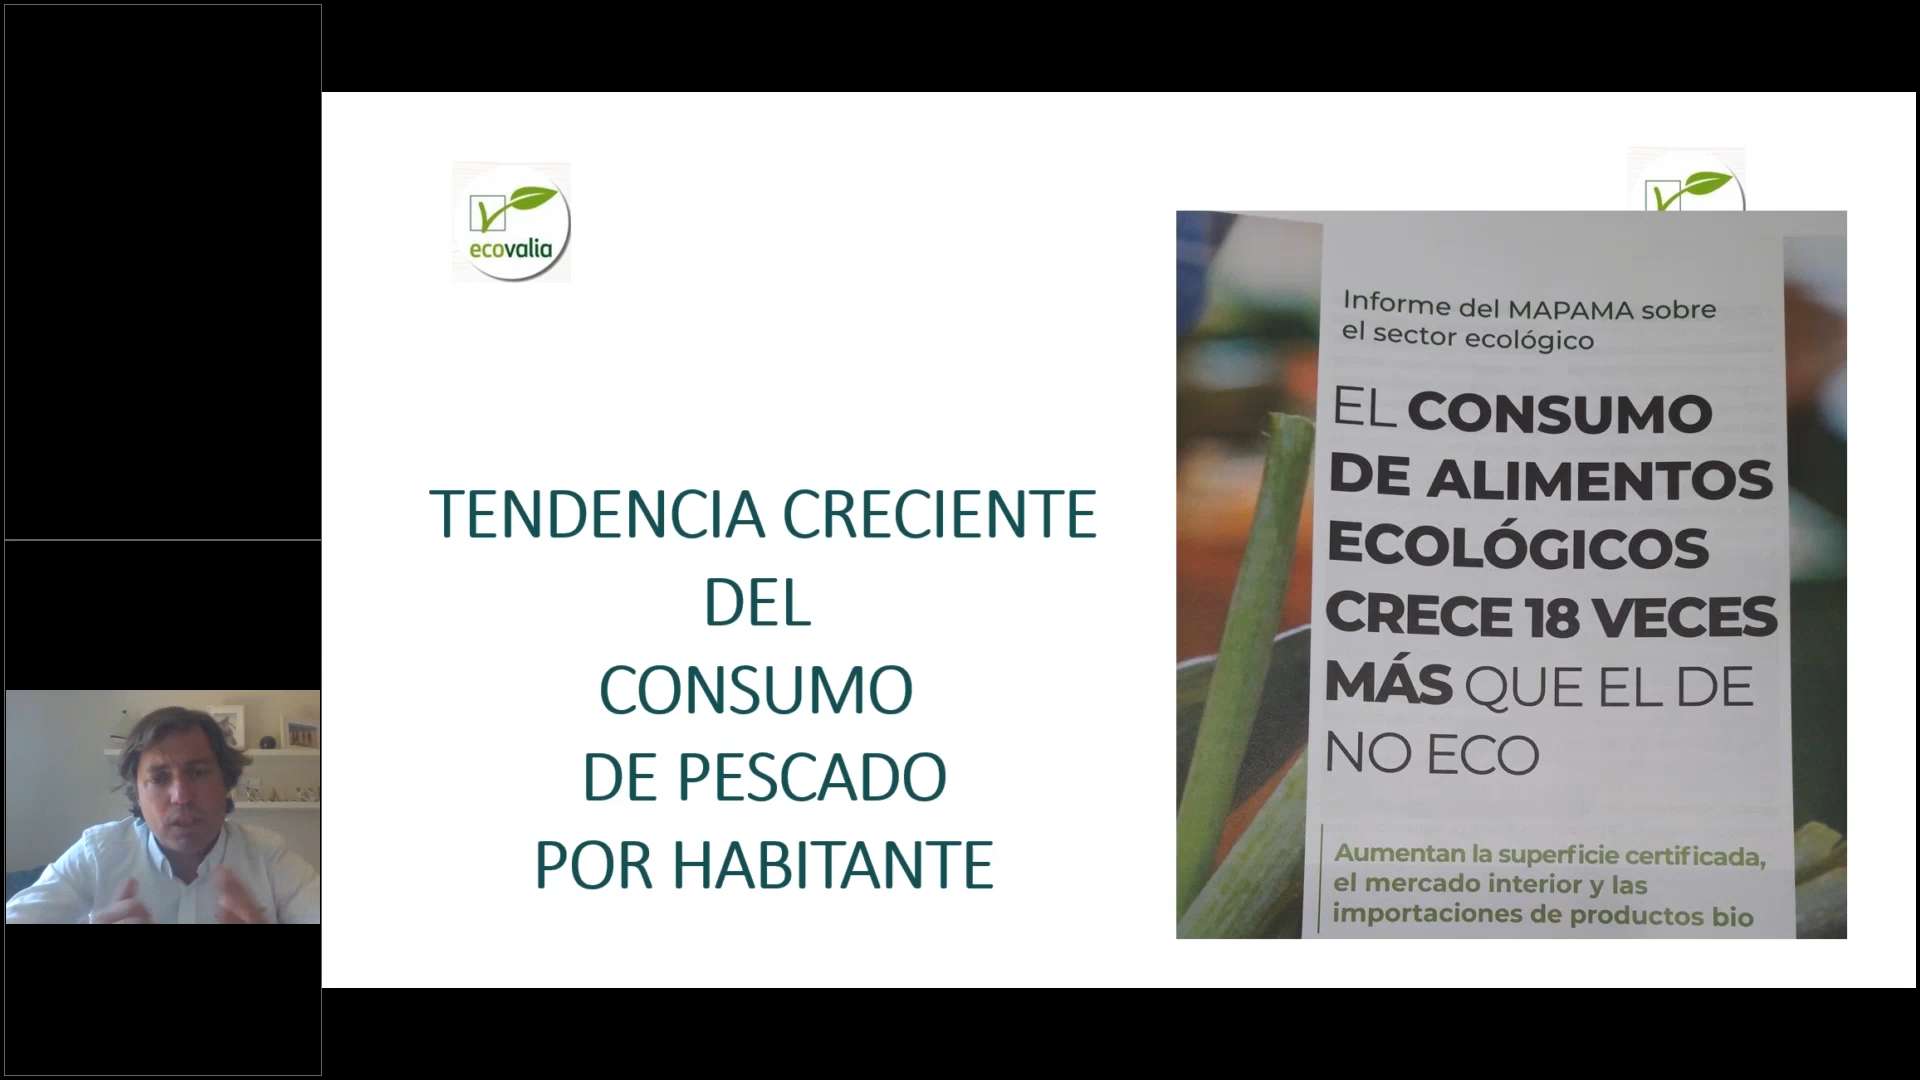 ecovalia
TENDENCIA CRECIENTE
DEL
CONSUMO
DE PESCADO
POR HABITANTE
Informe del MAPAMA sobre
el sector ecológico
EL CONSUMO
DE ALIMENTOS
ECOLÓGICOS
CRECE 18 VECES
MÁS QUE EL DE
NO ECO
Aumentan la superficie certificada,
el mercado interior y las
importaciones de productos bio